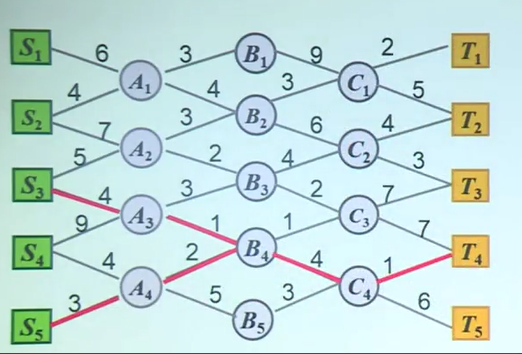 S1 6 3 B1 9 2 T1
A1 C1
4 4 3 5
S2 7 3 B2 6 4 T2
A2 C2
5 2 4 3
S3 4 3 B3 2 7 T3
A3 C3
9 1 1 7
S4 4 2 B4 4 1 T4
A4 C4
3 5 3 6
S5 B5 T5